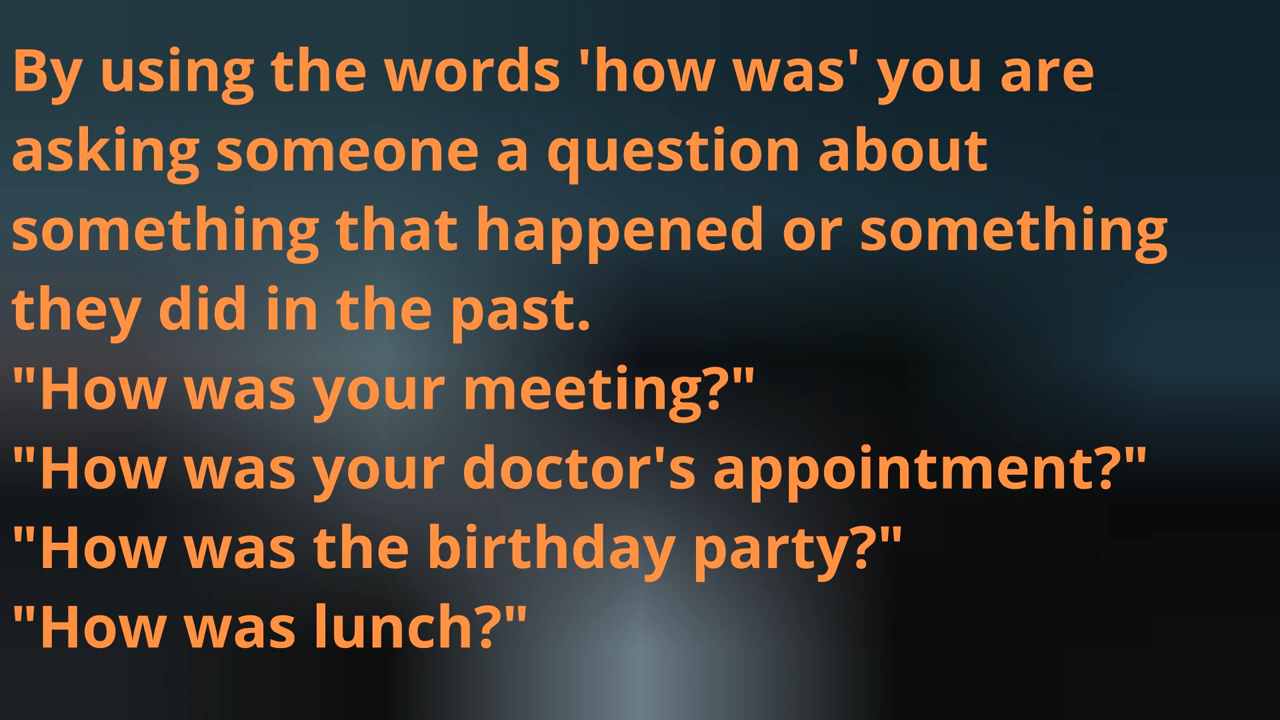 By using the words 'how was' you are
asking someone a question about
something that happened or something
they did in the past.
"How was your meeting?"
"How was your doctor's appointment?"
"How was the birthday party?"
"How was lunch?"